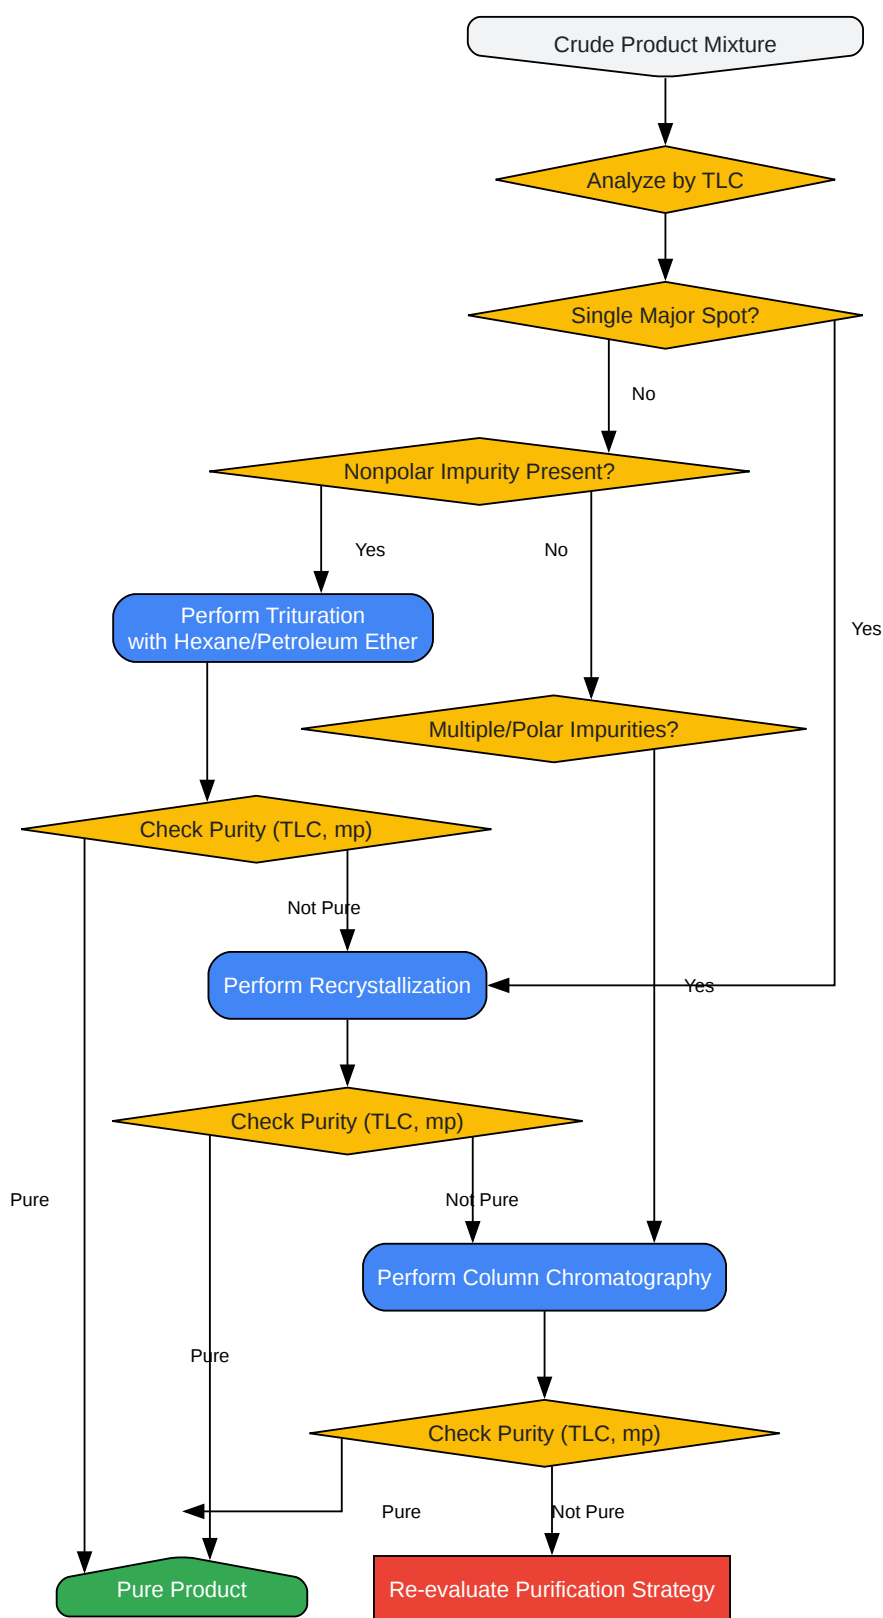 Crude Product Mixture
Analyze by TLC
Single Major Spot?
No
Nonpolar Impurity Present?
Yes
No
Perform Trituration
with Hexane/Petroleum Ether
Yes
Multiple/Polar Impurities?
Check Purity (TLC, mp)
Not Pure
Perform Recrystallization
Yes
Check Purity (TLC, mp)
Pure
Not Pure
Perform Column Chromatography
Pure
Check Purity (TLC, mp)
Pure
Not Pure
Pure Product
Re-evaluate Purification Strategy